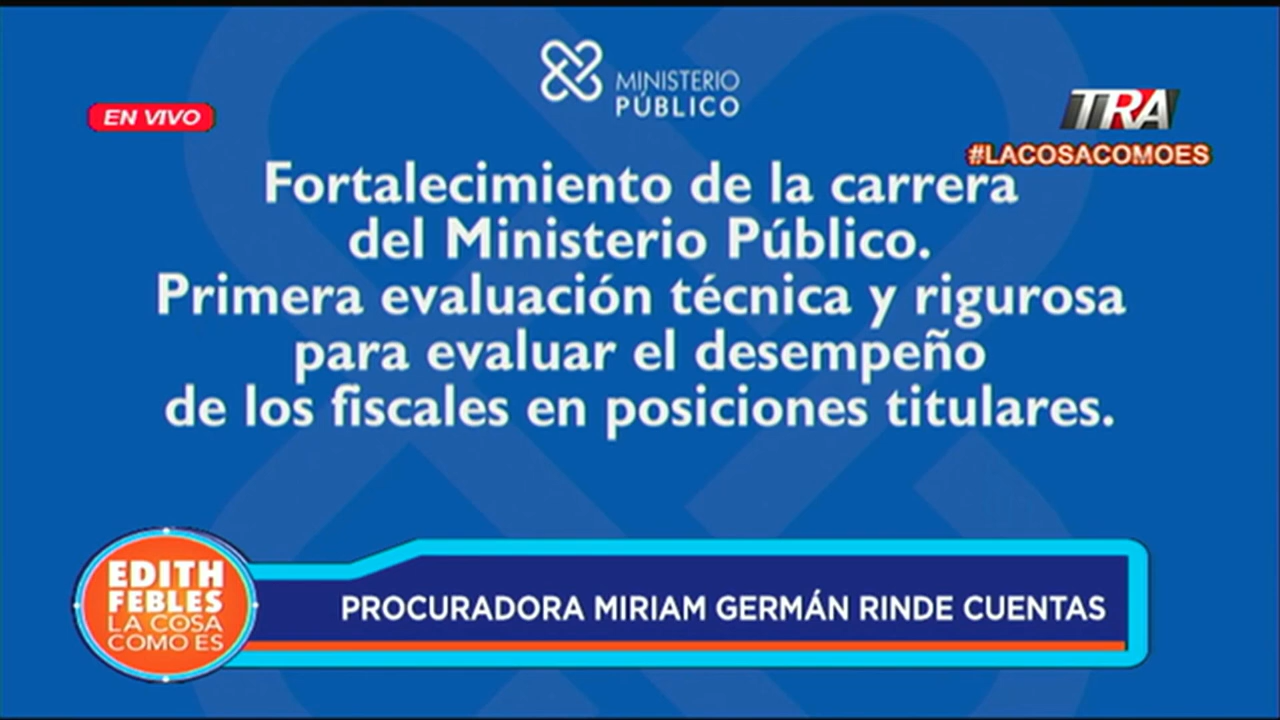 MINISTERIO
PÚBLICO
EN VIVO
TRA
#LACOSACOMOES
Fortalecimiento de la carrera
del Ministerio Público.
Primera evaluación técnica y rigurosa
para evaluar el desempeño
de los fiscales en posiciones titulares.
EDITH
FEBLES
LA COSA
COMO ES
PROCURADORA MIRIAM GERMÁN RINDE CUENTAS